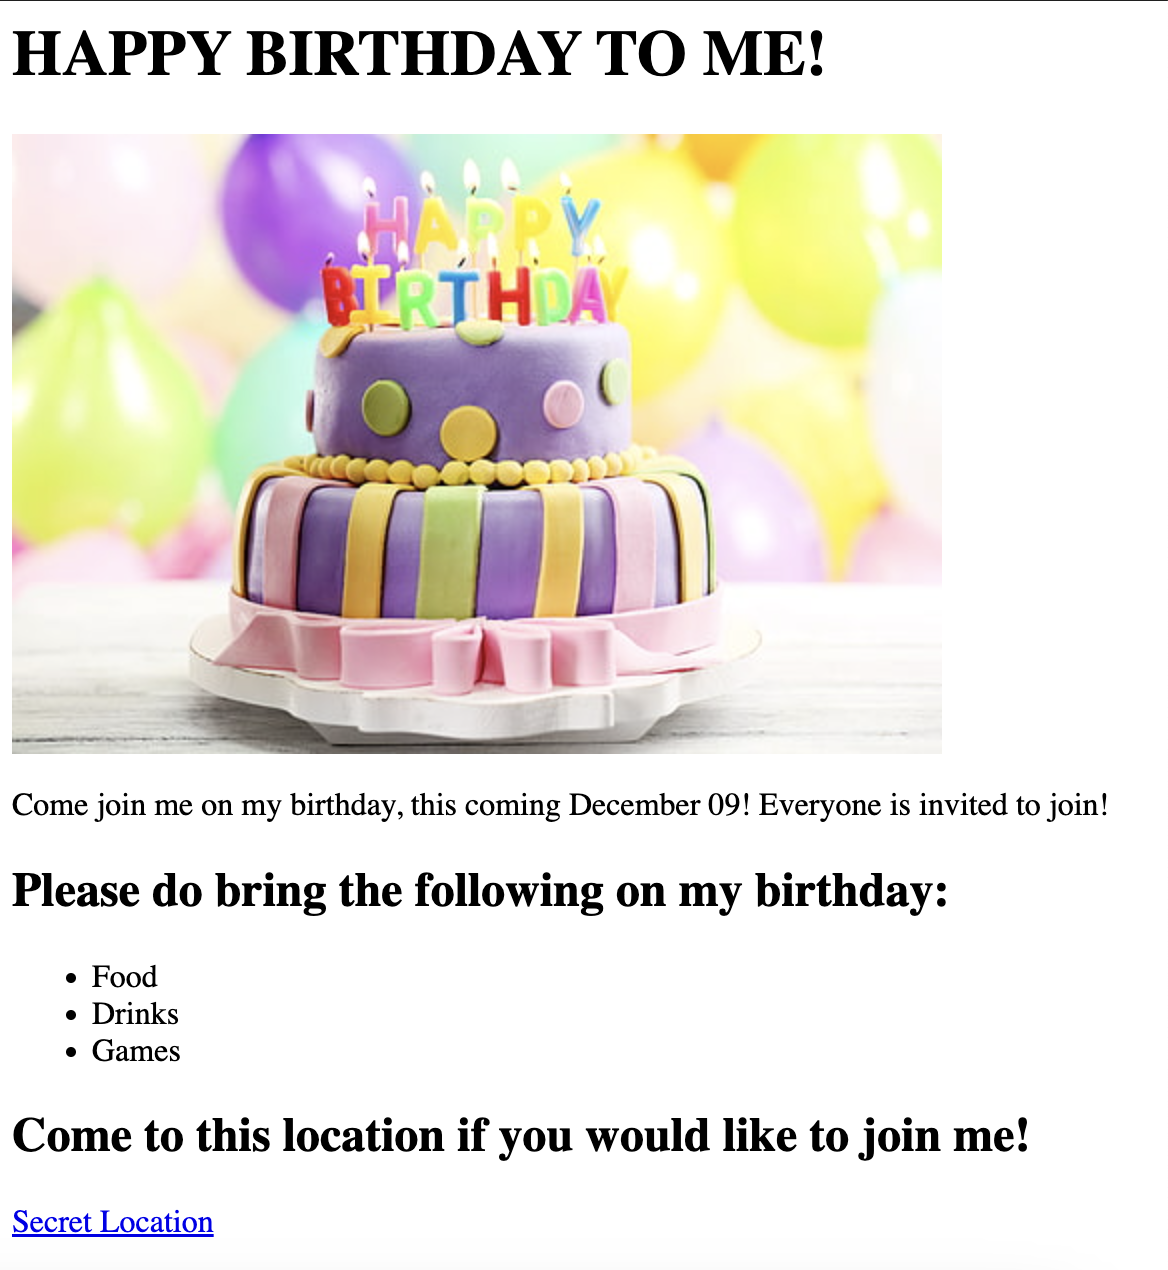 HAPPY BIRTHDAY TO ME!
HAPPY
BIRTHDAY
Come join me on my birthday, this coming December 09! Everyone is invited to join!
Please do bring the following on my birthday:
• Food
• Drinks
• Games
Come to this location if you would like to join me!
Secret Location